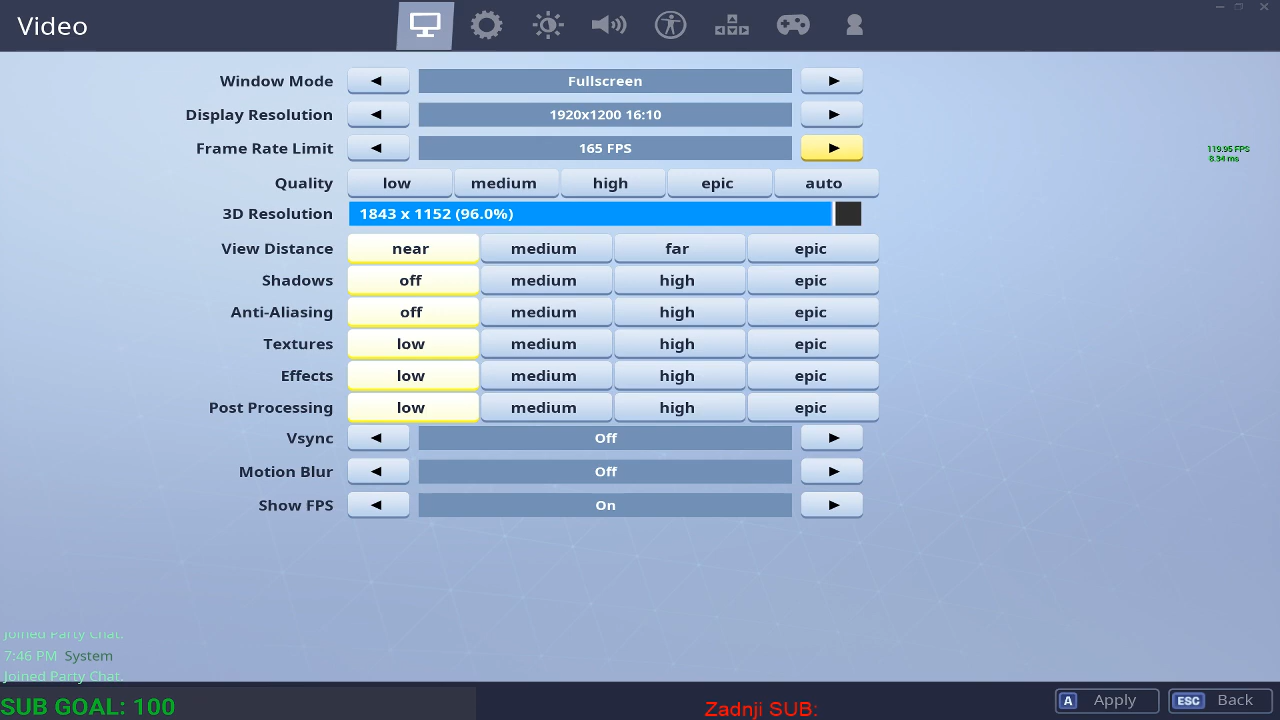 Video
Window Mode Fullscreen
Display Resolution 1920x1200 16:10
Frame Rate Limit 165 FPS
119.95 FPS
8.34 ms
Quality low medium high epic auto
3D Resolution 1843 x 1152 (96.0%)
View Distance near medium far epic
Shadows off medium high epic
Anti-Aliasing off medium high epic
Textures low medium high epic
Effects low medium high epic
Post Processing low medium high epic
Vsync Off
Motion Blur Off
Show FPS On
Joined Party Chat.
7:46 PM System
Joined Party Chat.
SUB GOAL: 100
Zadnji SUB:
A Apply ESC Back